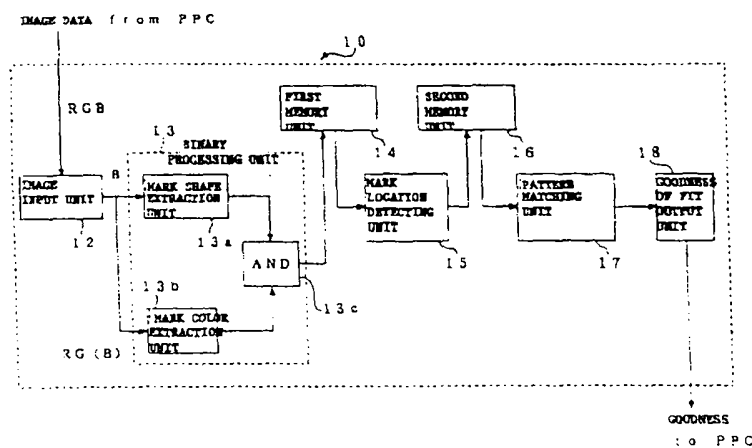 IMAGE DATA from PPC
10
RGB
FIRST
MEMORY
UNIT
14
SECOND
MEMORY
UNIT
16
13
BINARY
PROCESSING UNIT
IMAGE
INPUT UNIT
12
B
MARK SHAPE
EXTRACTION
UNIT
13a
MARK
LOCATION
DETECTING
UNIT
15
PATTERN
MATCHING
UNIT
17
18
GOODNESS
OF FIT
OUTPUT
UNIT
AND
13c
13b
MARK COLOR
EXTRACTION
UNIT
RG(B)
GOODNESS
to PPC